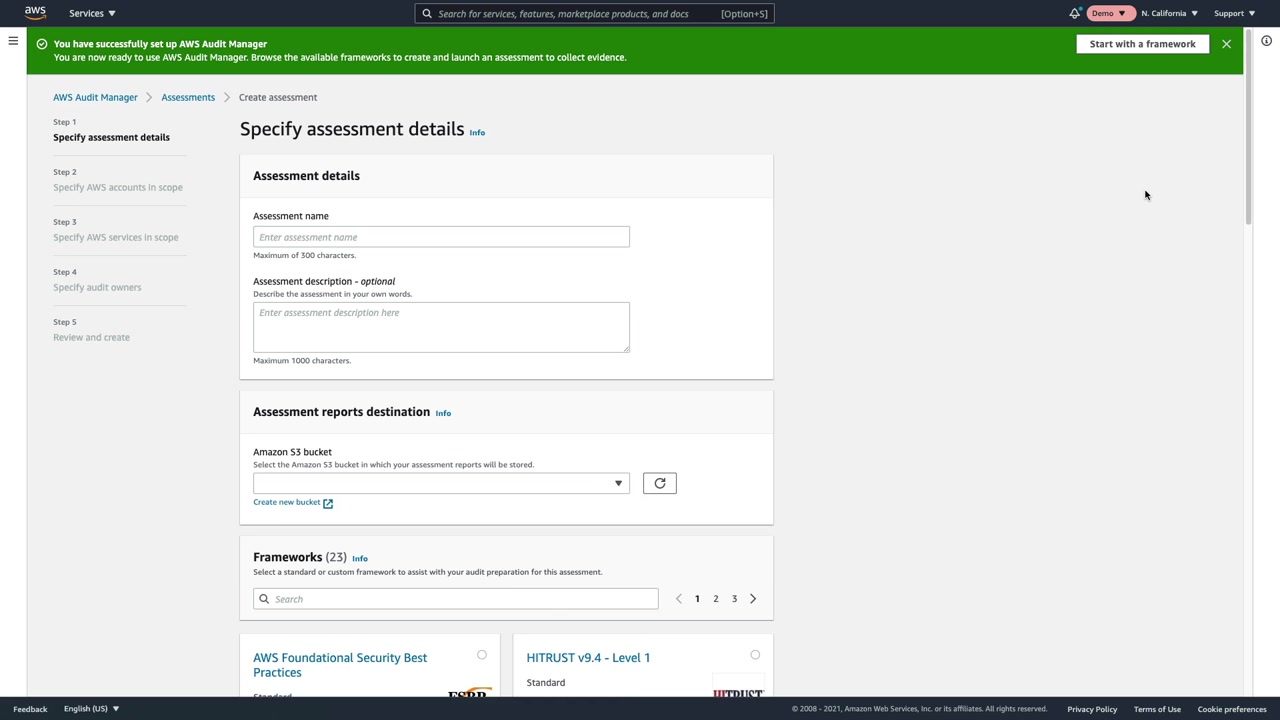 aws
Services
Search for services, features, marketplace products, and docs
[Option+S]
Demo
N. California
Support
You have successfully set up AWS Audit Manager
You are now ready to use AWS Audit Manager. Browse the available frameworks to create and launch an assessment to collect evidence.
Start with a framework
AWS Audit Manager
Assessments
Create assessment
Step 1
Specify assessment details
Step 2
Specify AWS accounts in scope
Step 3
Specify AWS services in scope
Step 4
Specify audit owners
Step 5
Review and create
Specify assessment details Info
Assessment details
Assessment name
Enter assessment name
Maximum of 300 characters.
Assessment description - optional
Describe the assessment in your own words.
Enter assessment description here
Maximum 1000 characters.
Assessment reports destination Info
Amazon S3 bucket
Select the Amazon S3 bucket in which your assessment reports will be stored.
Create new bucket
Frameworks (23) Info
Select a standard or custom framework to assist with your audit preparation for this assessment.
Search
1 2 3
AWS Foundational Security Best
Practices
Standard
FSBP
HITRUST v9.4 - Level 1
Standard
HITRUST
Feedback
English (US)
© 2008 - 2021, Amazon Web Services, Inc. or its affiliates. All rights reserved.
Privacy Policy
Terms of Use
Cookie preferences